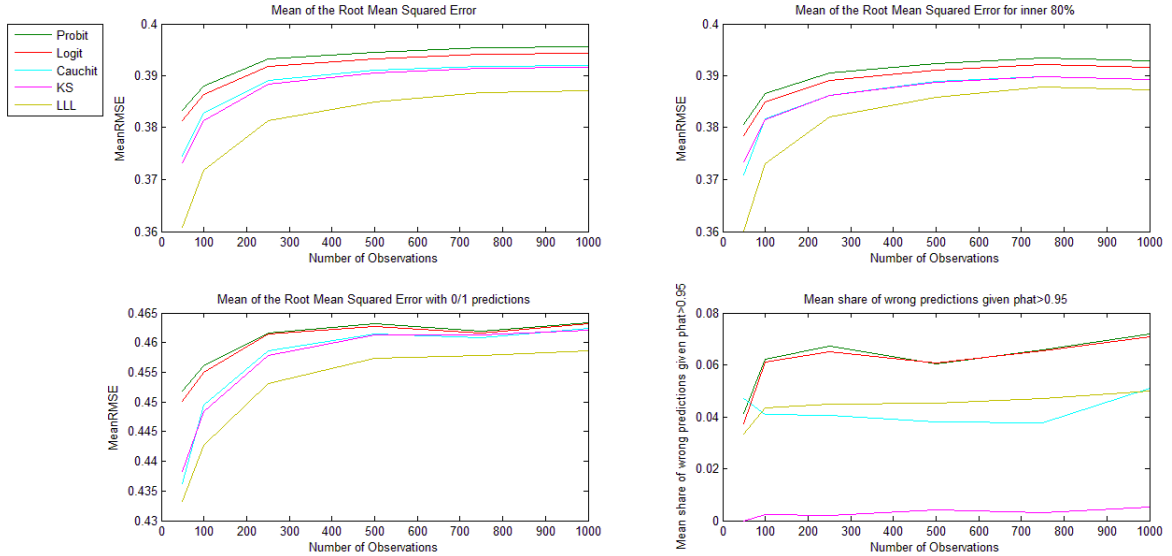 Probit
Logit
Cauchit
KS
LLL
Mean of the Root Mean Squared Error
0.4
0.39
0.38
0.37
0.36
MeanRMSE
0 100 200 300 400 500 600 700 800 900 1000
Number of Observations
Mean of the Root Mean Squared Error for inner 80%
0.4
0.39
0.38
0.37
0.36
MeanRMSE
0 100 200 300 400 500 600 700 800 900 1000
Number of Observations
Mean of the Root Mean Squared Error with 0/1 predictions
0.465
0.46
0.455
0.45
0.445
0.44
0.435
0.43
MeanRMSE
0 100 200 300 400 500 600 700 800 900 1000
Number of Observations
Mean share of wrong predictions given phat>0.95
0.08
0.06
0.04
0.02
0
Mean share of wrong predictions given phat>0.95
0 100 200 300 400 500 600 700 800 900 1000
Number of Observations